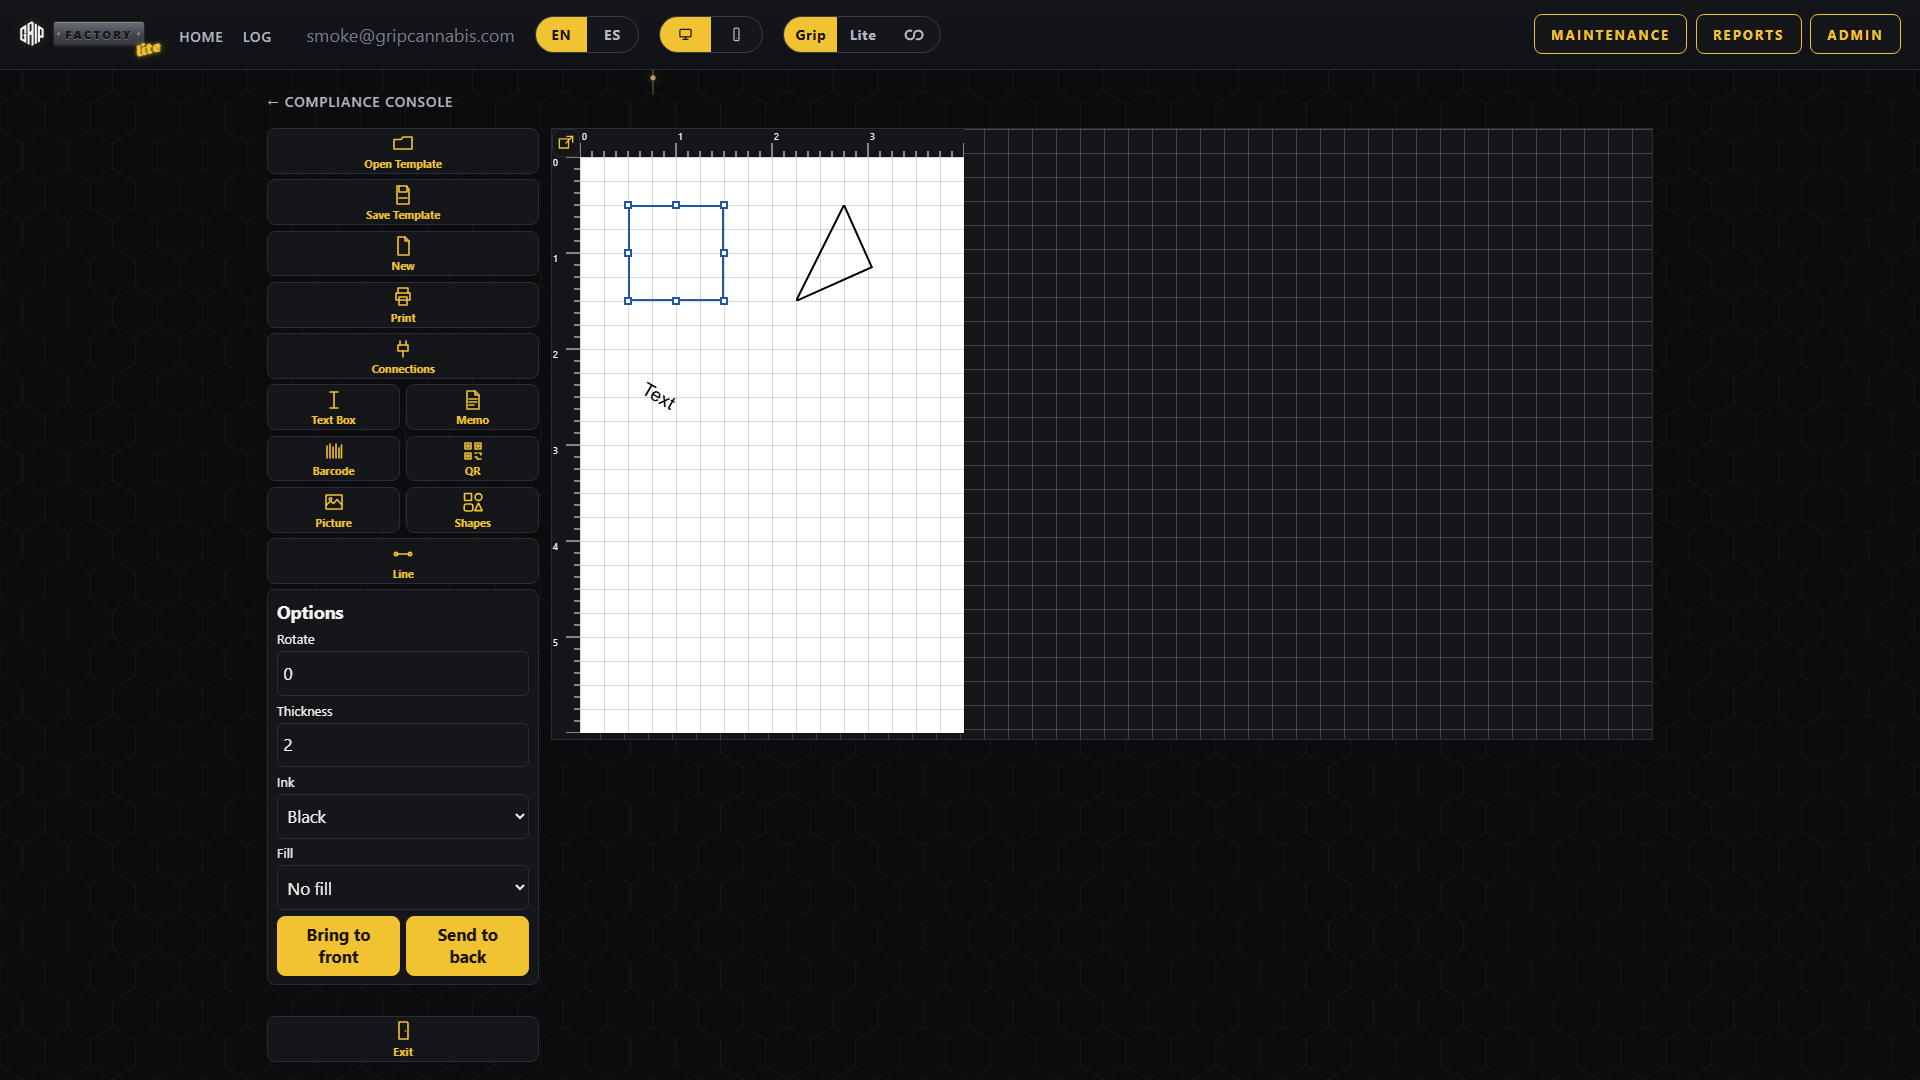 GRIP
FACTORY
lite
HOME
LOG
smoke@gripcannabis.com
EN
ES
Grip
Lite
MAINTENANCE
REPORTS
ADMIN
← COMPLIANCE CONSOLE
Open Template
Save Template
New
Print
Connections
Text Box
Memo
Barcode
QR
Picture
Shapes
Line
Options
Rotate
0
Thickness
2
Ink
Black
Fill
No fill
Bring to
front
Send to
back
Exit
0
1
2
3
0
1
2
3
4
5
Text